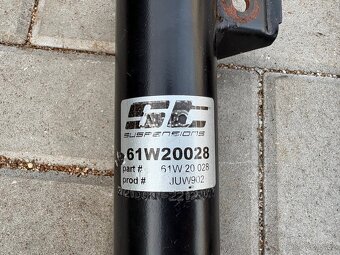 ST
SUSPENSIONS
61W20028
part # 61W 20 028
prod # JUW902